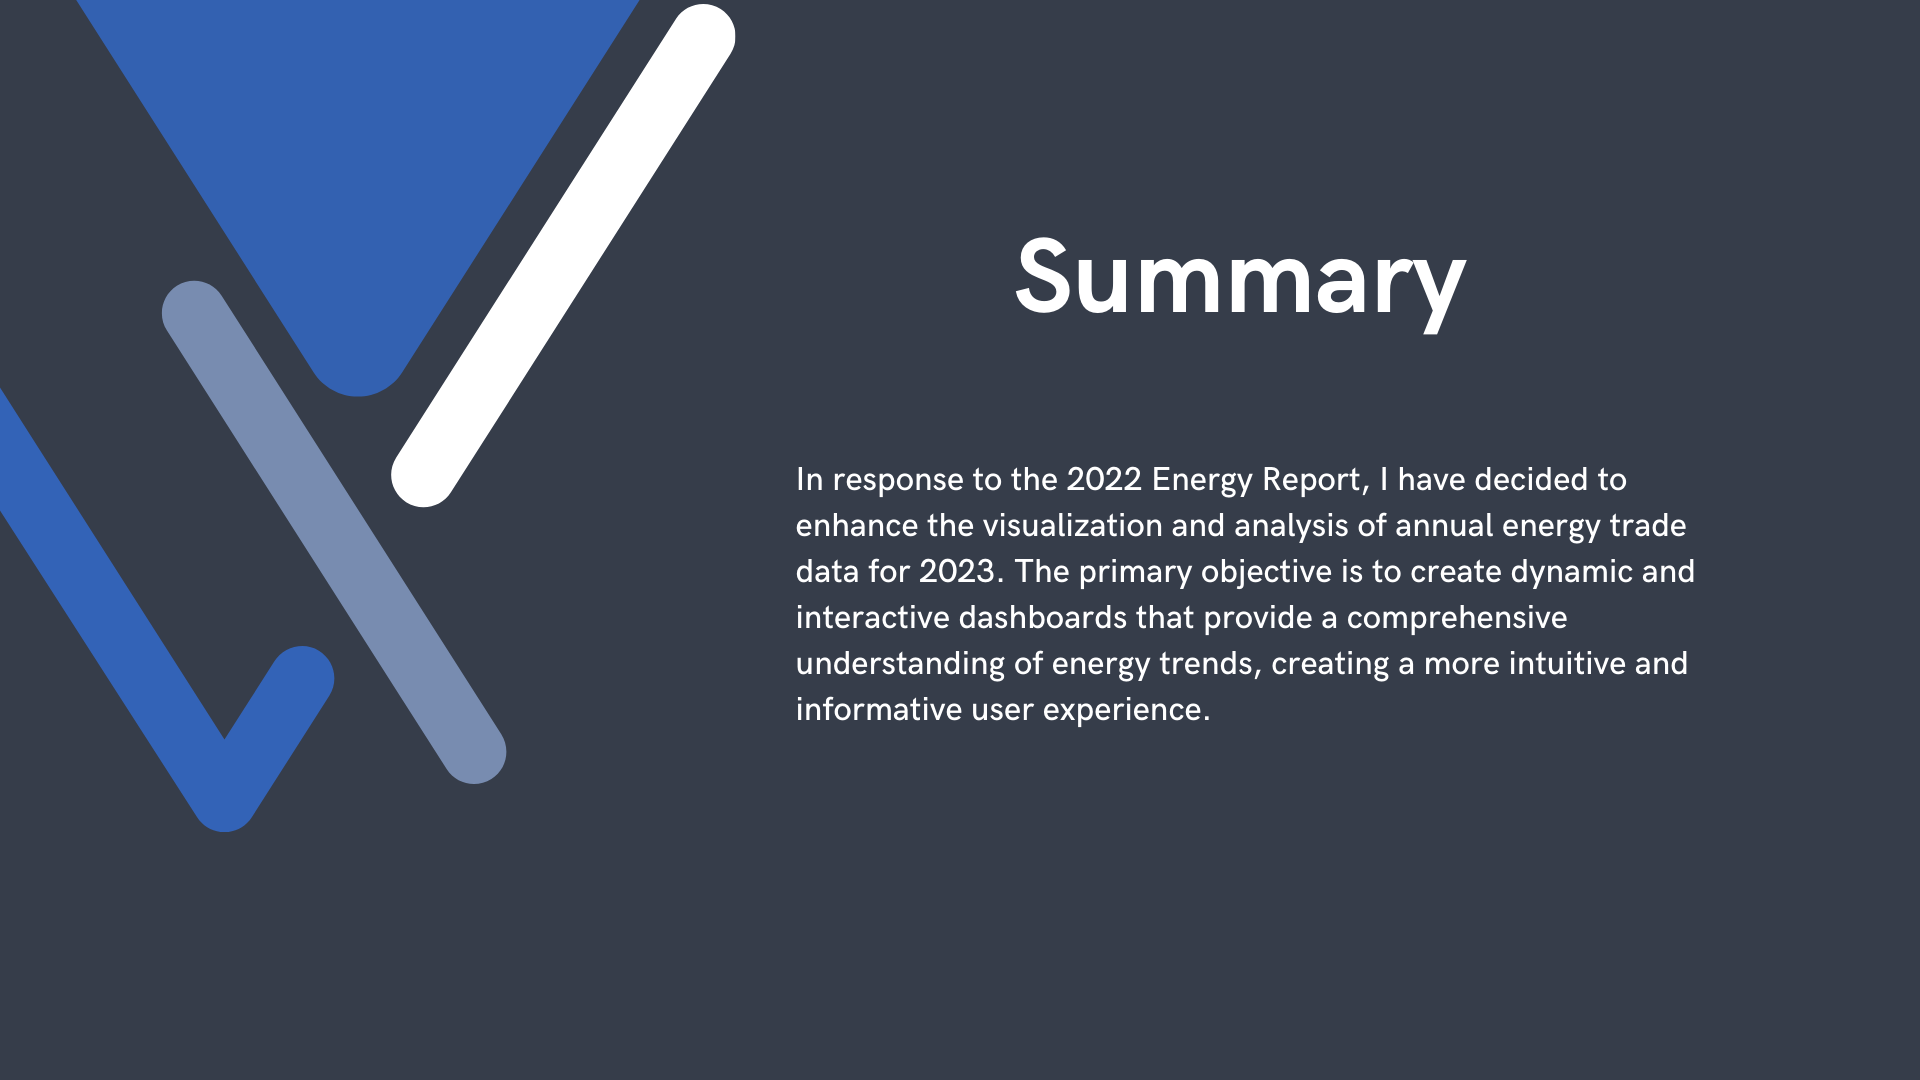 Summary
In response to the 2022 Energy Report, I have decided to
enhance the visualization and analysis of annual energy trade
data for 2023. The primary objective is to create dynamic and
interactive dashboards that provide a comprehensive
understanding of energy trends, creating a more intuitive and
informative user experience.